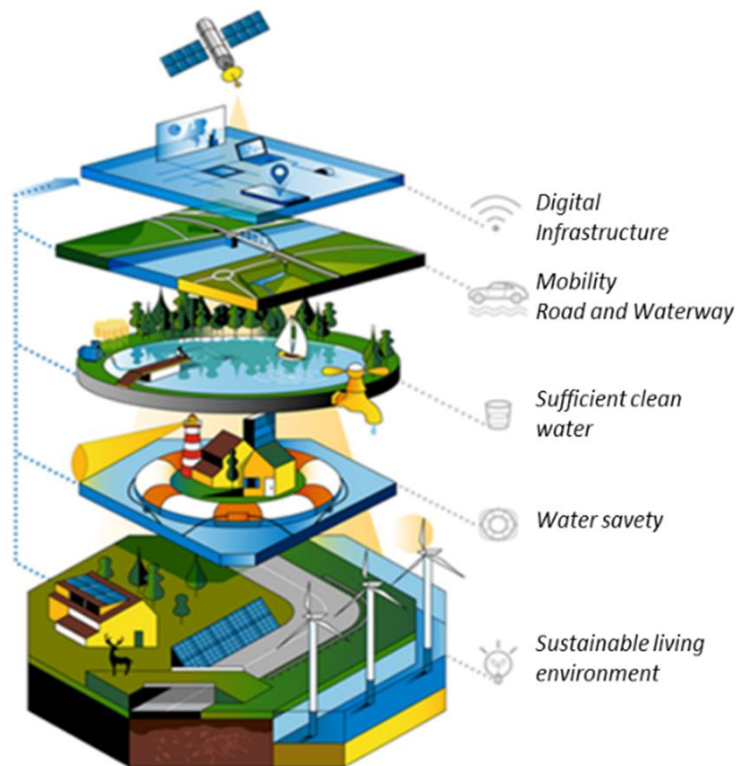 Digital
Infrastructure
Mobility
Road and Waterway
Sufficient clean
water
Water savety
Sustainable living
environment